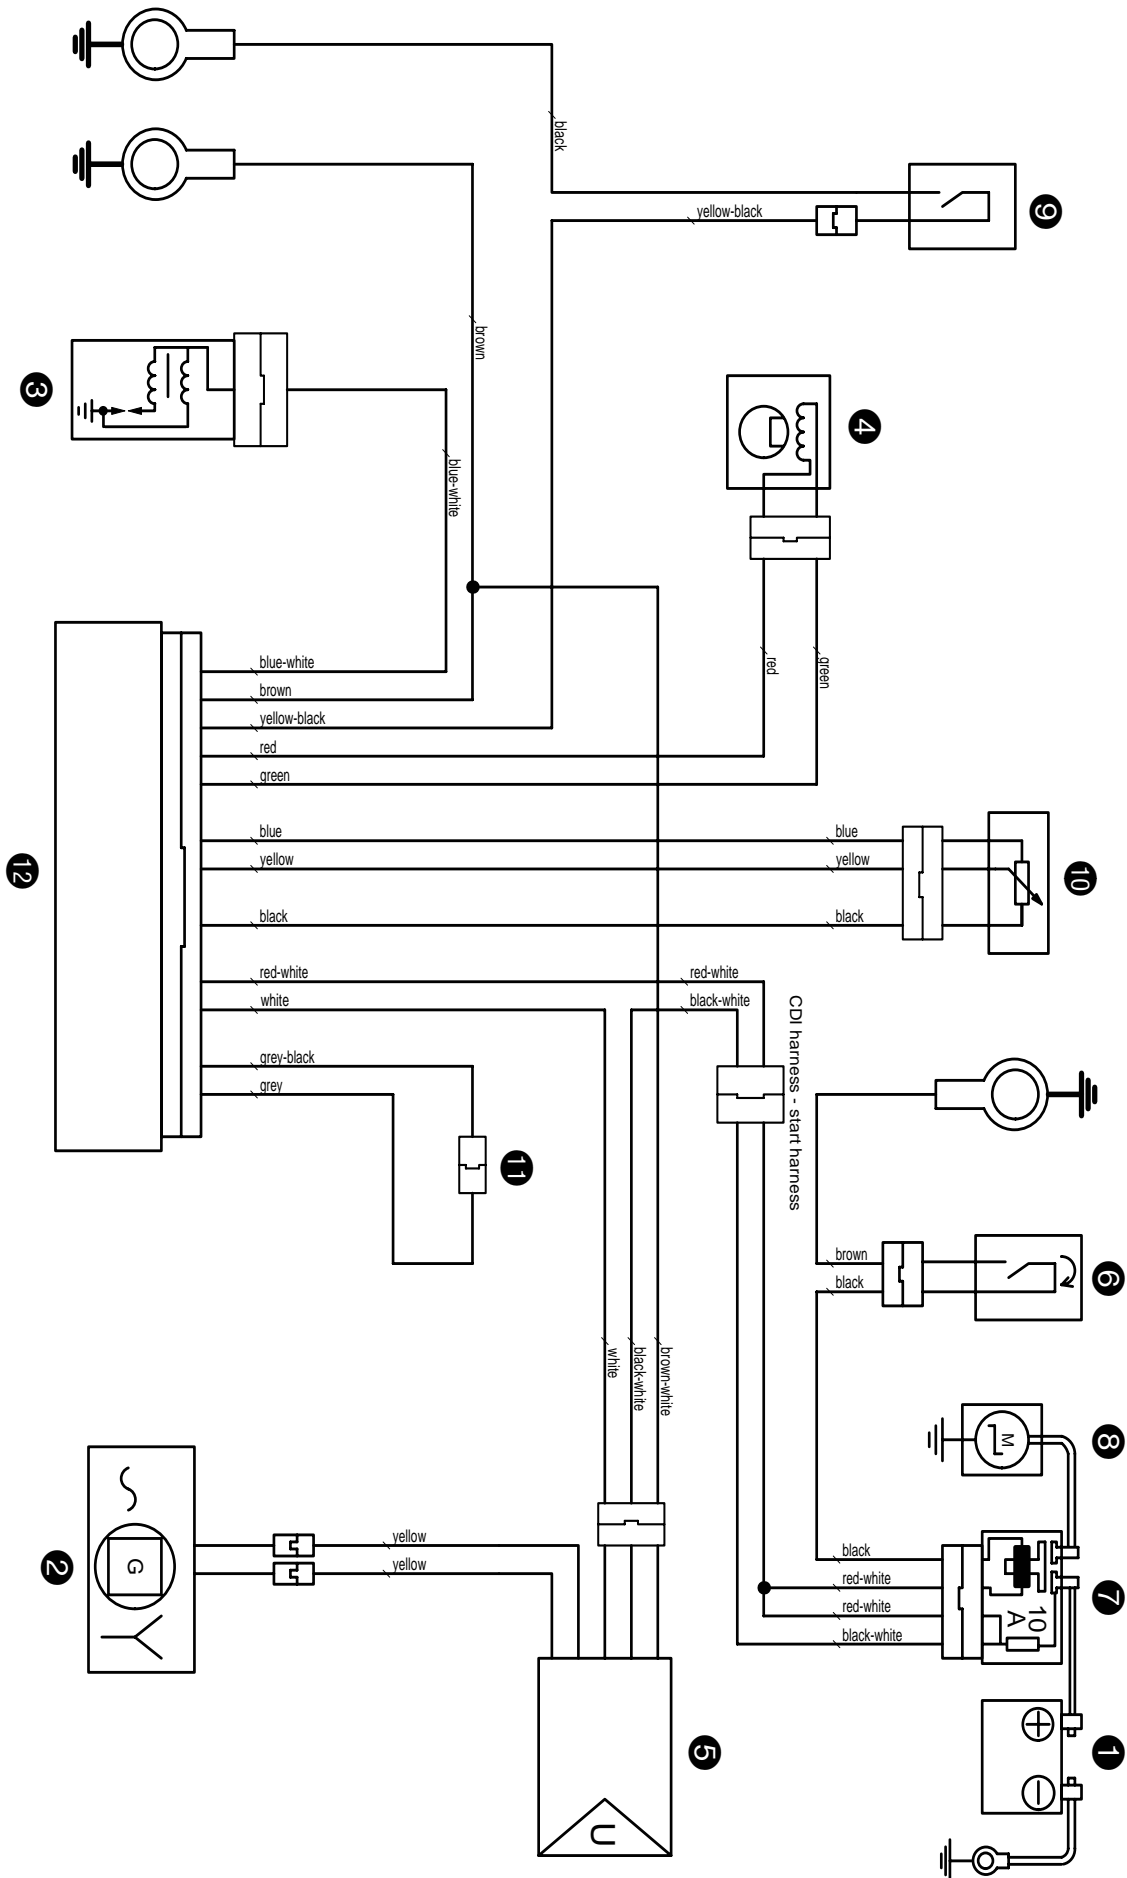 9
black
yellow-black
brown
3
4
blue-white
red
green
blue-white
brown
yellow-black
red
green
blue
blue
yellow
yellow
black
black
10
12
red-white
red-white
white
black-white
CDI harness - start harness
grey-black
grey
11
brown
black
6
white
black-white
brown-white
M
8
yellow
yellow
G
2
black
red-white
red-white
black-white
10
A
7
1
5
U